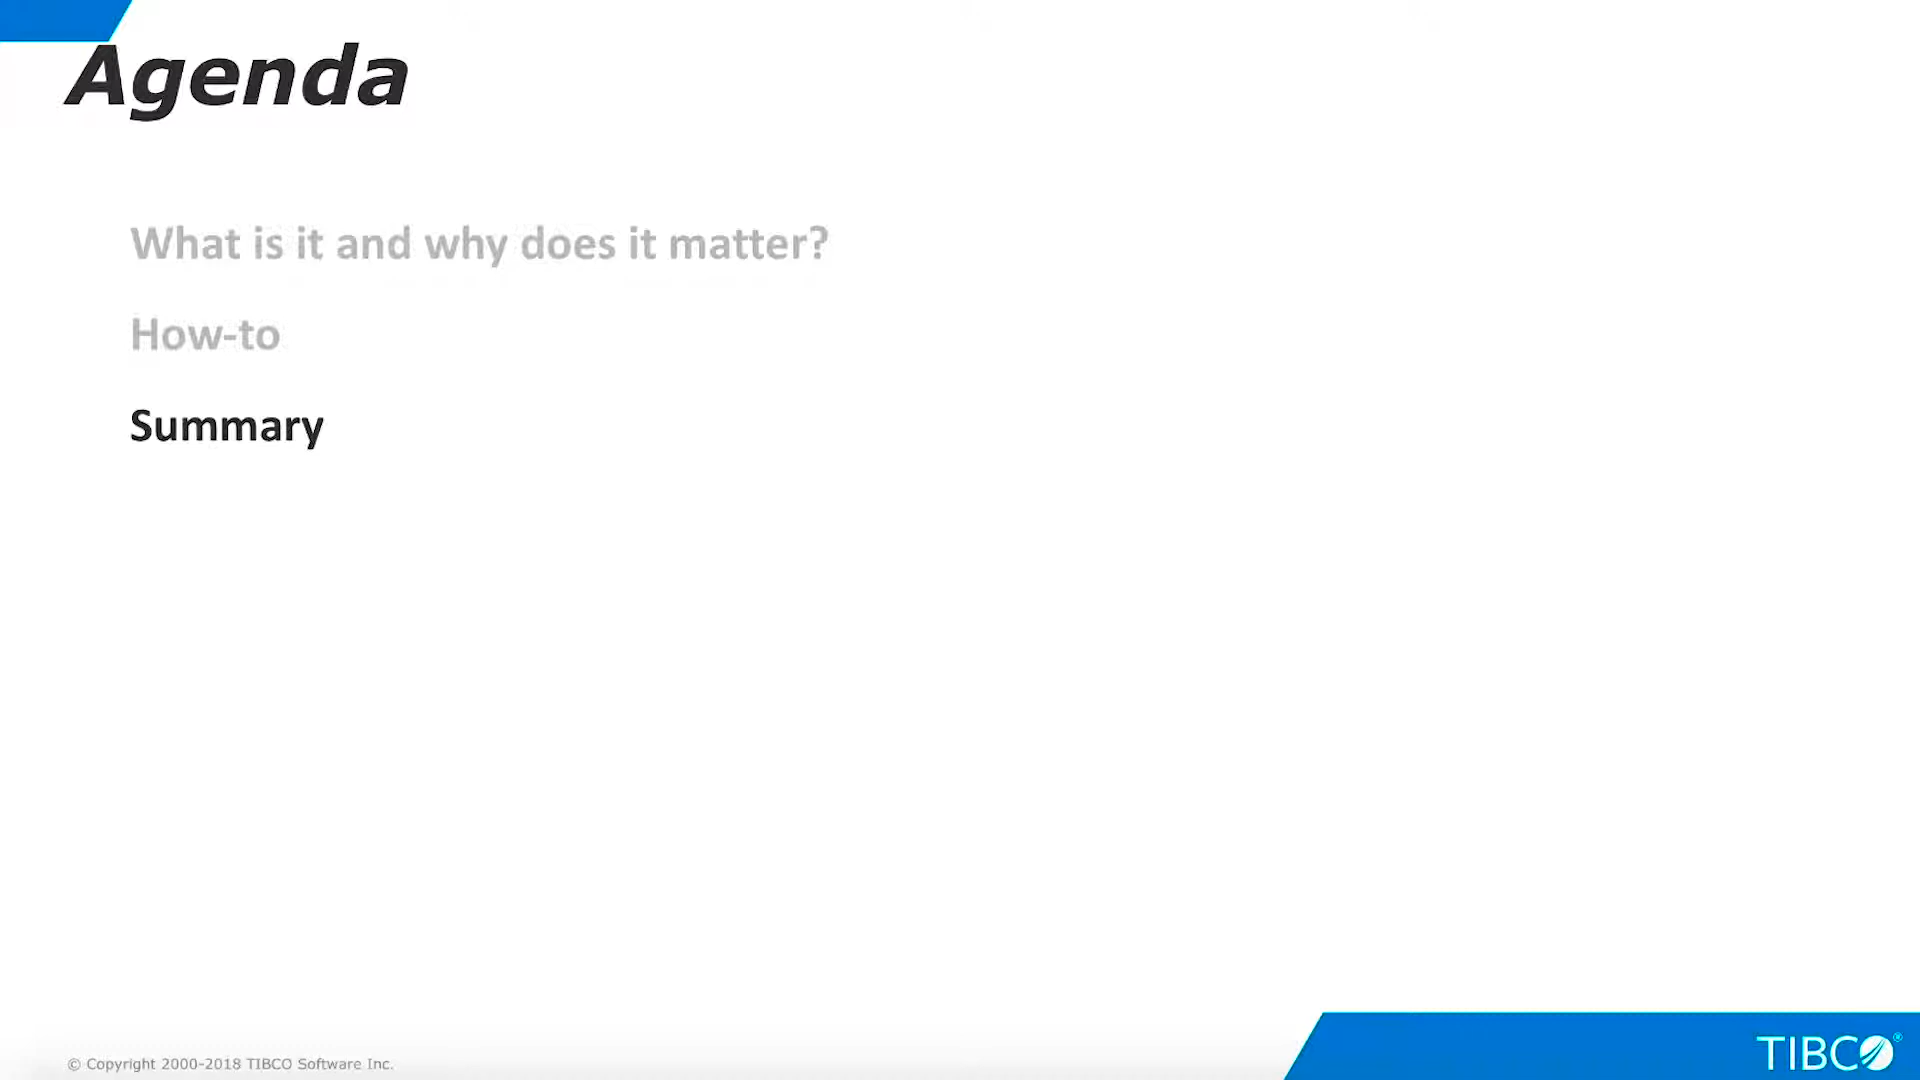 Agenda
What is it and why does it matter?
How-to
Summary
© Copyright 2000-2018 TIBCO Software Inc.
TIBCO®